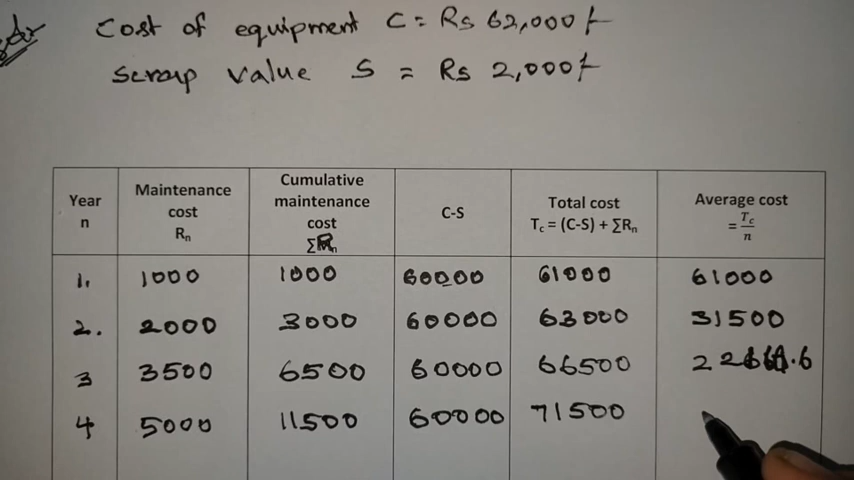 Cost of equipment C = Rs 62,000/-
Scrap value S = Rs 2,000/-
Year n | Maintenance cost Rn | Cumulative maintenance cost ∑Rn | C-S | Total cost Tc = (C-S) + ∑Rn | Average cost = Tc/n
1. | 1000 | 1000 | 60000 | 61000 | 61000
2. | 2000 | 3000 | 60000 | 63000 | 31500
3 | 3500 | 6500 | 60000 | 66500
4 | 5000 | 11500 | 60000 | 71500